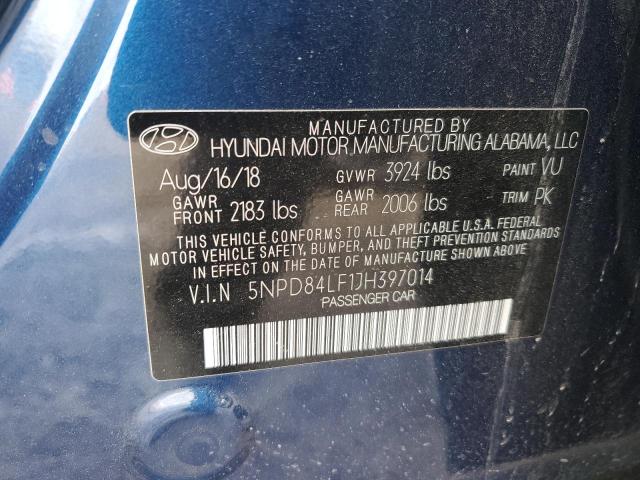 MANUFACTURED BY
HYUNDAI MOTOR MANUFACTURING ALABAMA, LLC
Aug/16/18 GVWR 3924 lbs PAINT VU
GAWR FRONT 2183 lbs GAWR REAR 2006 lbs TRIM PK
THIS VEHICLE CONFORMS TO ALL APPLICABLE U.S.A. FEDERAL
MOTOR VEHICLE SAFETY, BUMPER, AND THEFT PREVENTION STANDARDS
IN EFFECT ON THE DATE OF MANUFACTURE SHOWN ABOVE.
V.I.N 5NPD84LF1JH397014
PASSENGER CAR